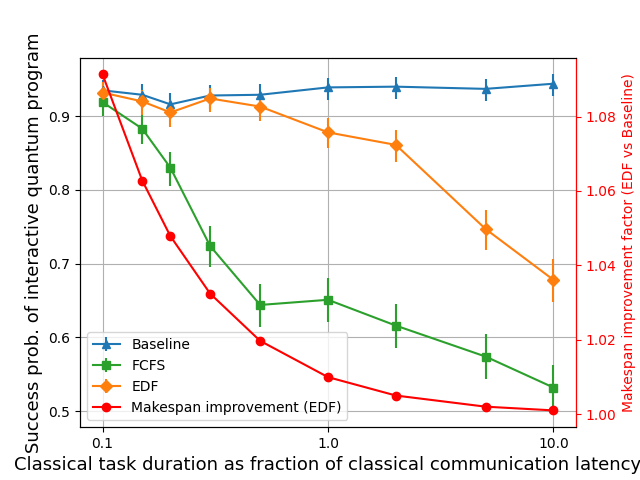 Success prob. of interactive quantum program
0.9
0.8
0.7
0.6
0.5
1.08
1.06
1.04
1.02
1.00
Makespan improvement factor (EDF vs Baseline)
Baseline
FCFS
EDF
Makespan improvement (EDF)
0.1
1.0
10.0
Classical task duration as fraction of classical communication latency